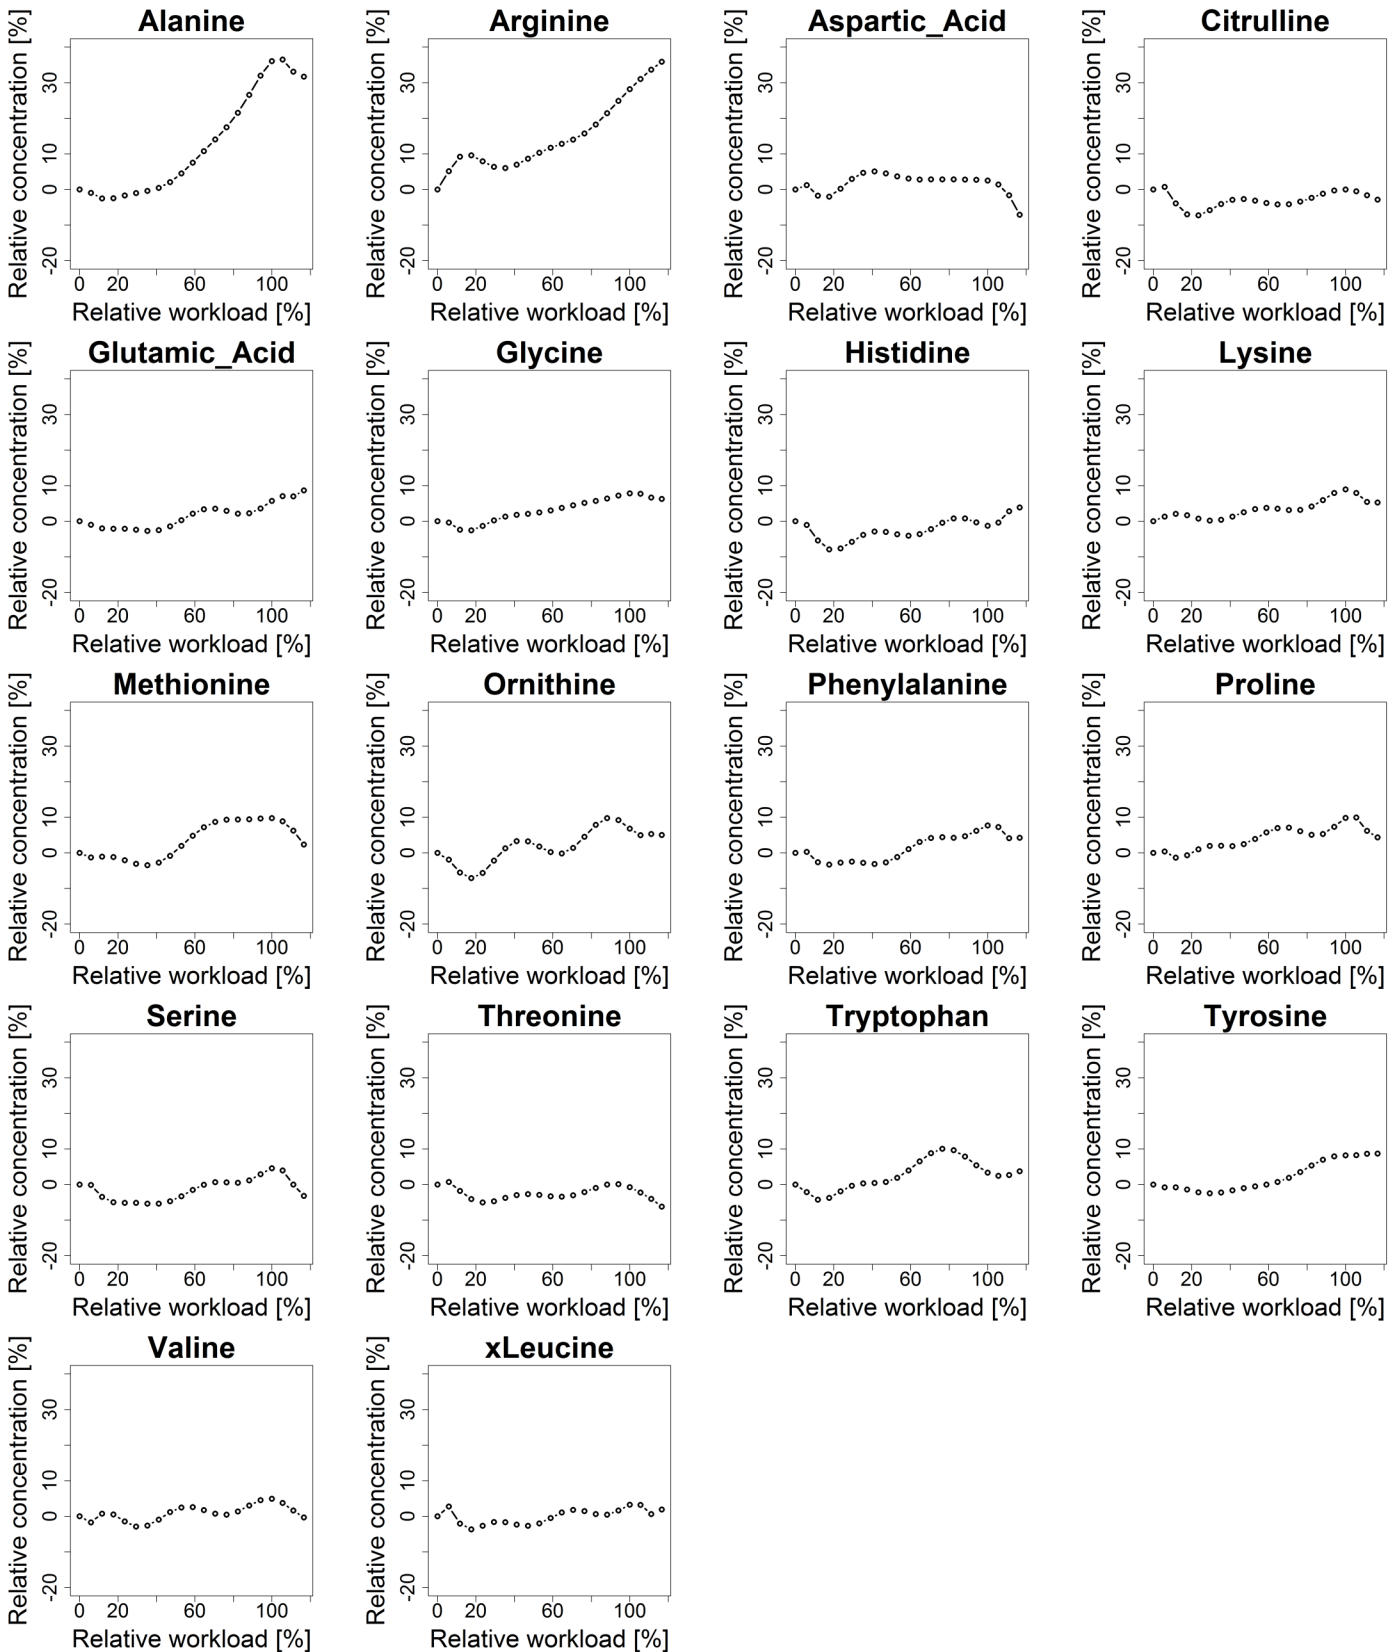 Alanine Arginine Aspartic_Acid Citrulline
Relative concentration [%] Relative concentration [%] Relative concentration [%] Relative concentration [%]
30 30 30 30
10 10 10 10
0 0 0 0
-20 -20 -20 -20
0 20 60 100 0 20 60 100 0 20 60 100 0 20 60 100
Relative workload [%] Relative workload [%] Relative workload [%] Relative workload [%]
Glutamic_Acid Glycine Histidine Lysine
Relative concentration [%] Relative concentration [%] Relative concentration [%] Relative concentration [%]
30 30 30 30
10 10 10 10
0 0 0 0
-20 -20 -20 -20
0 20 60 100 0 20 60 100 0 20 60 100 0 20 60 100
Relative workload [%] Relative workload [%] Relative workload [%] Relative workload [%]
Methionine Ornithine Phenylalanine Proline
Relative concentration [%] Relative concentration [%] Relative concentration [%] Relative concentration [%]
30 30 30 30
10 10 10 10
0 0 0 0
-20 -20 -20 -20
0 20 60 100 0 20 60 100 0 20 60 100 0 20 60 100
Relative workload [%] Relative workload [%] Relative workload [%] Relative workload [%]
Serine Threonine Tryptophan Tyrosine
Relative concentration [%] Relative concentration [%] Relative concentration [%] Relative concentration [%]
30 30 30 30
10 10 10 10
0 0 0 0
-20 -20 -20 -20
0 20 60 100 0 20 60 100 0 20 60 100 0 20 60 100
Relative workload [%] Relative workload [%] Relative workload [%] Relative workload [%]
Valine xLeucine
Relative concentration [%] Relative concentration [%]
30 30
10 10
0 0
-20 -20
0 20 60 100 0 20 60 100
Relative workload [%] Relative workload [%]